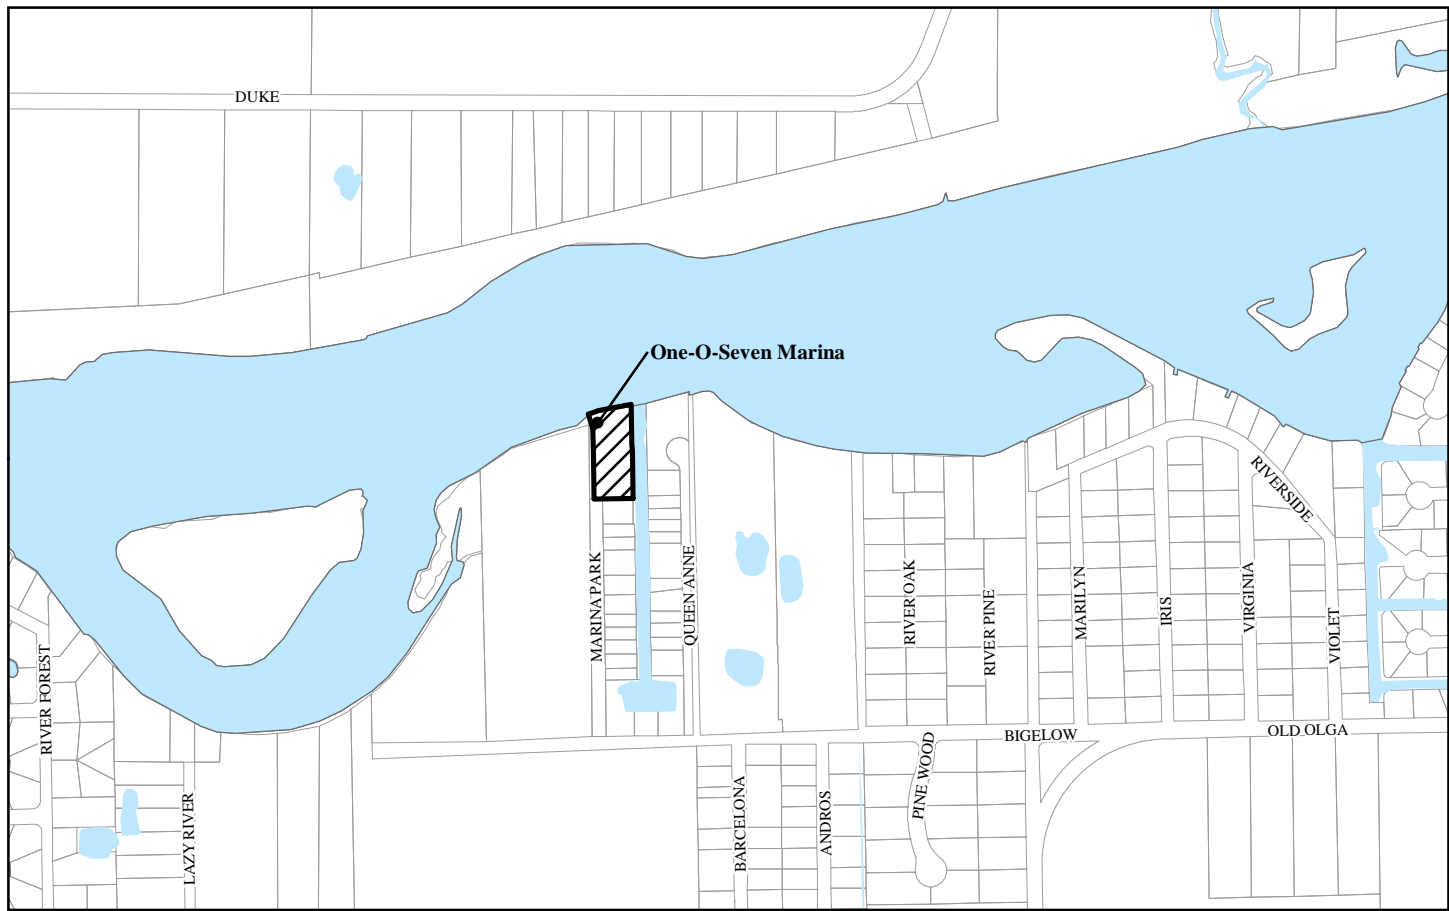 DUKE
One-O-Seven Marina
RIVERSIDE
MARINA PARK
QUEEN ANNE
RIVER OAK
RIVER PINE
MARILYN
IRIS
VIRGINIA
VIOLET
RIVER FOREST
BIGELOW
OLD OLGA
PINE WOOD
LAZY RIVER
BARCELONA
ANDROS